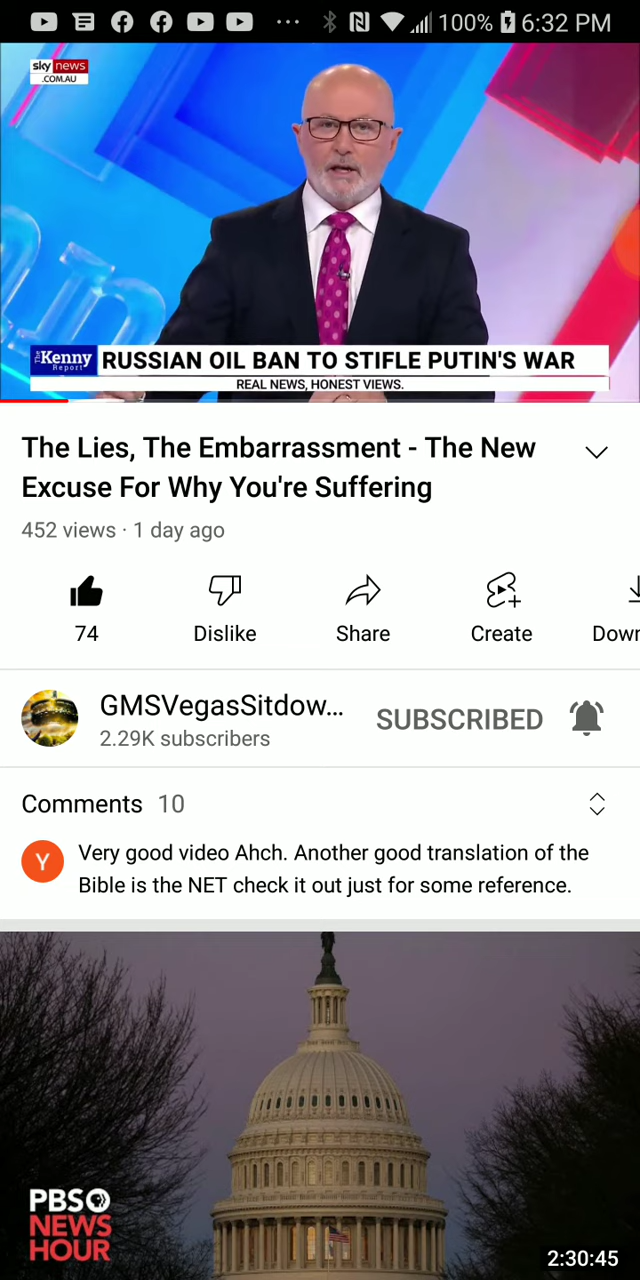 100% 6:32 PM
sky news
.COM.AU
The Kenny Report
RUSSIAN OIL BAN TO STIFLE PUTIN'S WAR
REAL NEWS, HONEST VIEWS.
The Lies, The Embarrassment - The New
Excuse For Why You're Suffering
452 views · 1 day ago
74 Dislike Share Create Down
GMSVegasSitdow... SUBSCRIBED
2.29K subscribers
Comments 10
Y
Very good video Ahch. Another good translation of the
Bible is the NET check it out just for some reference.
PBS
NEWS
HOUR
2:30:45